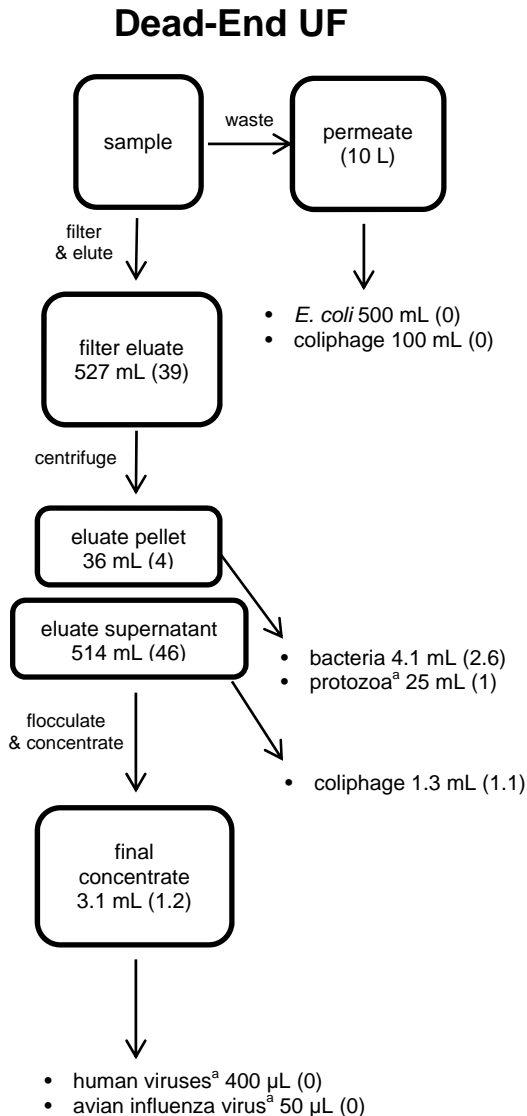 Dead-End UF
sample
waste
permeate
(10 L)
filter
& elute
• E. coli 500 mL (0)
• coliphage 100 mL (0)
filter eluate
527 mL (39)
centrifuge
eluate pellet
36 mL (4)
eluate supernatant
514 mL (46)
• bacteria 4.1 mL (2.6)
• protozoaᵃ 25 mL (1)
flocculate
& concentrate
• coliphage 1.3 mL (1.1)
final
concentrate
3.1 mL (1.2)
• human virusesᵃ 400 µL (0)
• avian influenza virusᵃ 50 µL (0)